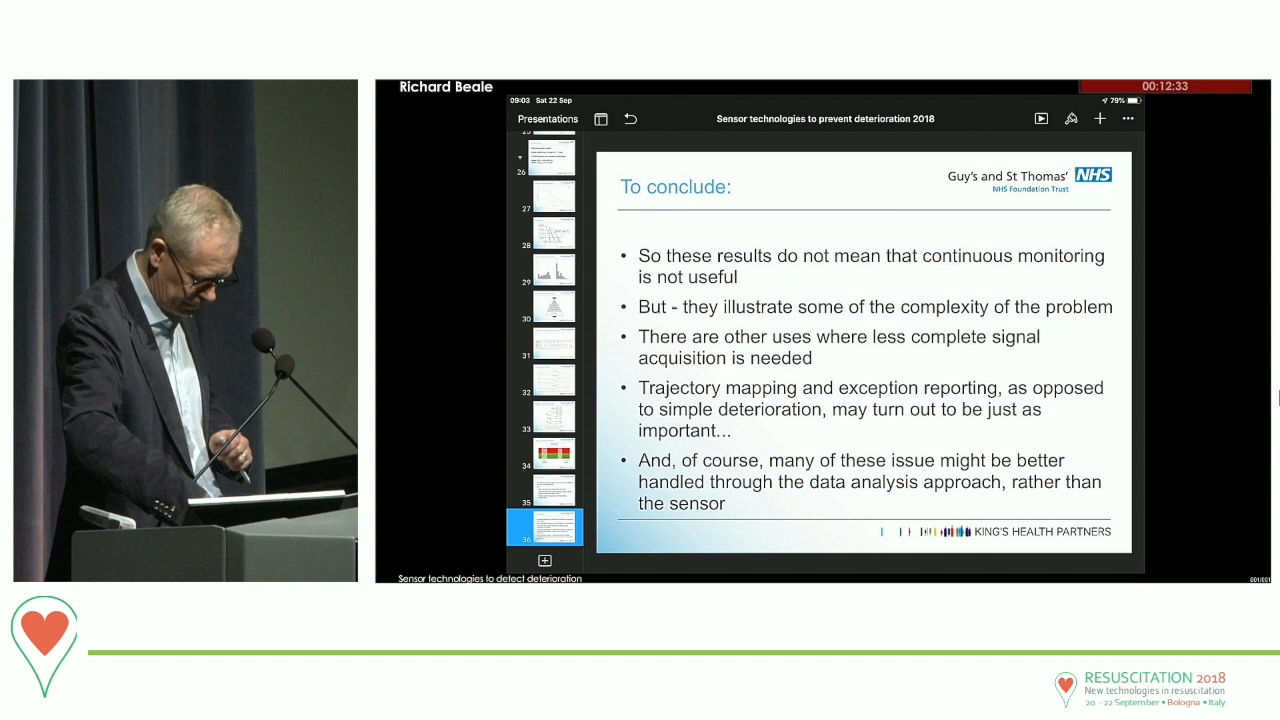 Richard Beale
00:12:33
09:03 Sat 22 Sep
79%
Presentations
Sensor technologies to prevent deterioration 2018
25
26
27
28
29
30
31
32
33
34
35
36
Guy's and St Thomas' NHS
NHS Foundation Trust
To conclude:
• So these results do not mean that continuous monitoring
is not useful
• But - they illustrate some of the complexity of the problem
• There are other uses where less complete signal
acquisition is needed
• Trajectory mapping and exception reporting, as opposed
to simple deterioration, may turn out to be just as
important...
• And, of course, many of these issue might be better
handled through the data analysis approach, rather than
the sensor
KING'S HEALTH PARTNERS
Sensor technologies to detect deterioration
001/001
RESUSCITATION 2018
New technologies in resuscitation
20 - 22 September • Bologna • Italy